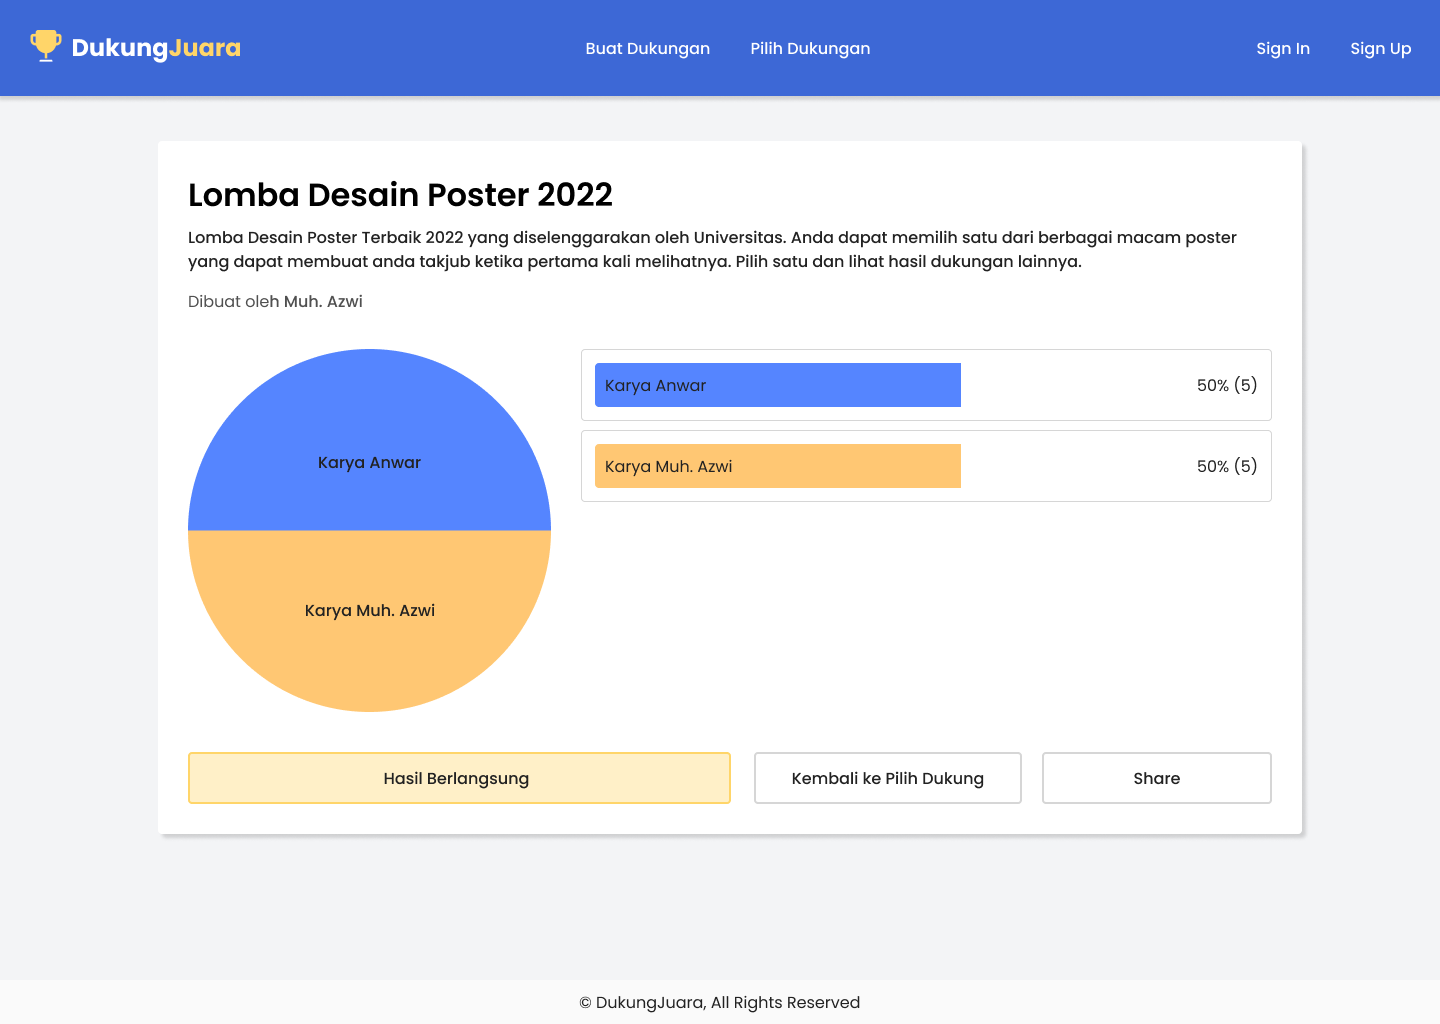 DukungJuara
Buat Dukungan
Pilih Dukungan
Sign In
Sign Up
Lomba Desain Poster 2022
Lomba Desain Poster Terbaik 2022 yang diselenggarakan oleh Universitas. Anda dapat memilih satu dari berbagai macam poster
yang dapat membuat anda takjub ketika pertama kali melihatnya. Pilih satu dan lihat hasil dukungan lainnya.
Dibuat oleh Muh. Azwi
Karya Anwar
Karya Muh. Azwi
Karya Anwar 50% (5)
Karya Muh. Azwi 50% (5)
Hasil Berlangsung
Kembali ke Pilih Dukung
Share
© DukungJuara, All Rights Reserved